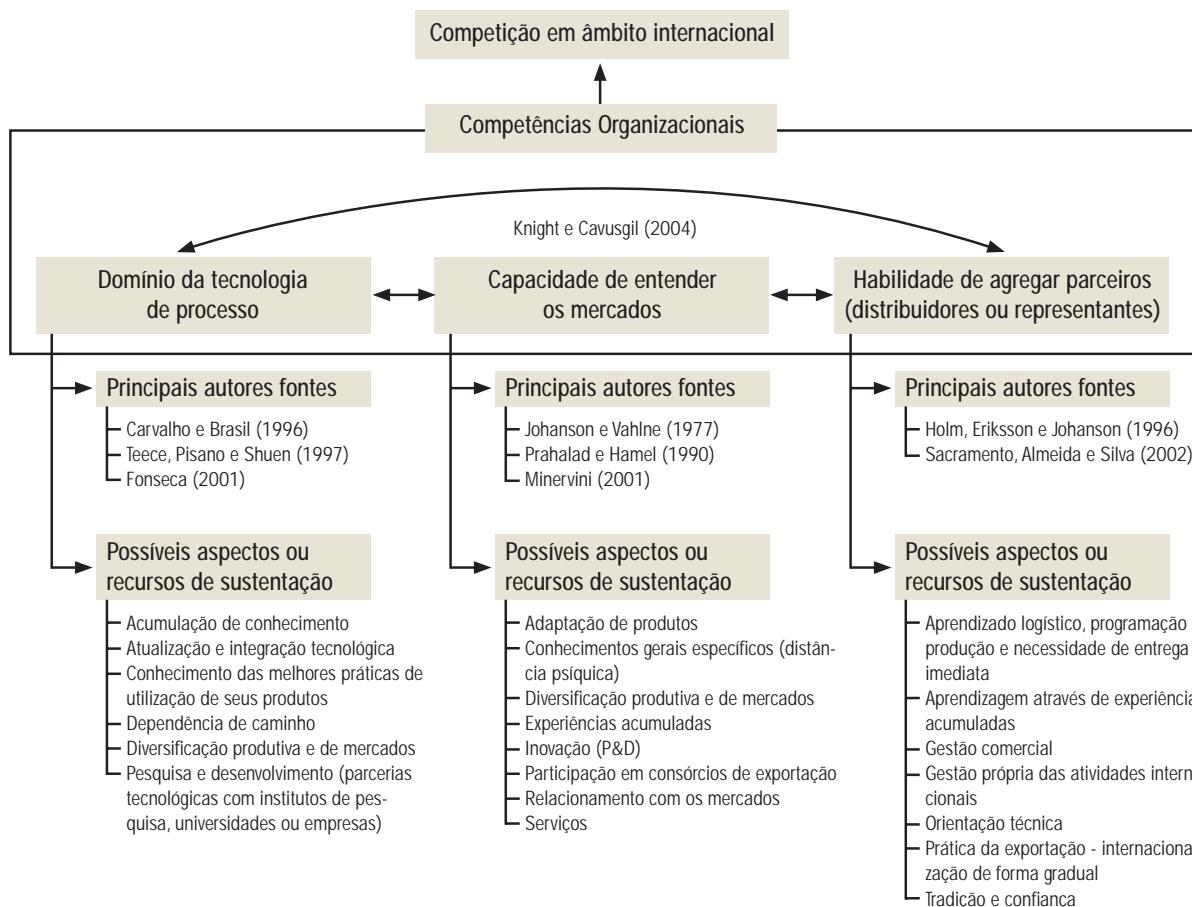 Competição em âmbito internacional
Competências Organizacionais
Knight e Cavusgil (2004)
Domínio da tecnologia
de processo
Capacidade de entender
os mercados
Habilidade de agregar parceiros
(distribuidores ou representantes)
Principais autores fontes
Carvalho e Brasil (1996)
Teece, Pisano e Shuen (1997)
Fonseca (2001)
Principais autores fontes
Johanson e Vahlne (1977)
Prahalad e Hamel (1990)
Minervini (2001)
Principais autores fontes
Holm, Eriksson e Johanson (1996)
Sacramento, Almeida e Silva (2002)
Possíveis aspectos ou
recursos de sustentação
Acumulação de conhecimento
Atualização e integração tecnológica
Conhecimento das melhores práticas de
utilização de seus produtos
Dependência de caminho
Diversificação produtiva e de mercados
Pesquisa e desenvolvimento (parcerias
tecnológicas com institutos de pes-
quisa, universidades ou empresas)
Possíveis aspectos ou
recursos de sustentação
Adaptação de produtos
Conhecimentos gerais específicos (distân-
cia psíquica)
Diversificação produtiva e de mercados
Experiências acumuladas
Inovação (P&D)
Participação em consórcios de exportação
Relacionamento com os mercados
Serviços
Possíveis aspectos ou
recursos de sustentação
Aprendizado logístico, programação
produção e necessidade de entrega
imediata
Aprendizagem através de experiência
acumuladas
Gestão comercial
Gestão própria das atividades intern
cionais
Orientação técnica
Prática da exportação - internaciona
zação de forma gradual
Tradição e confiança